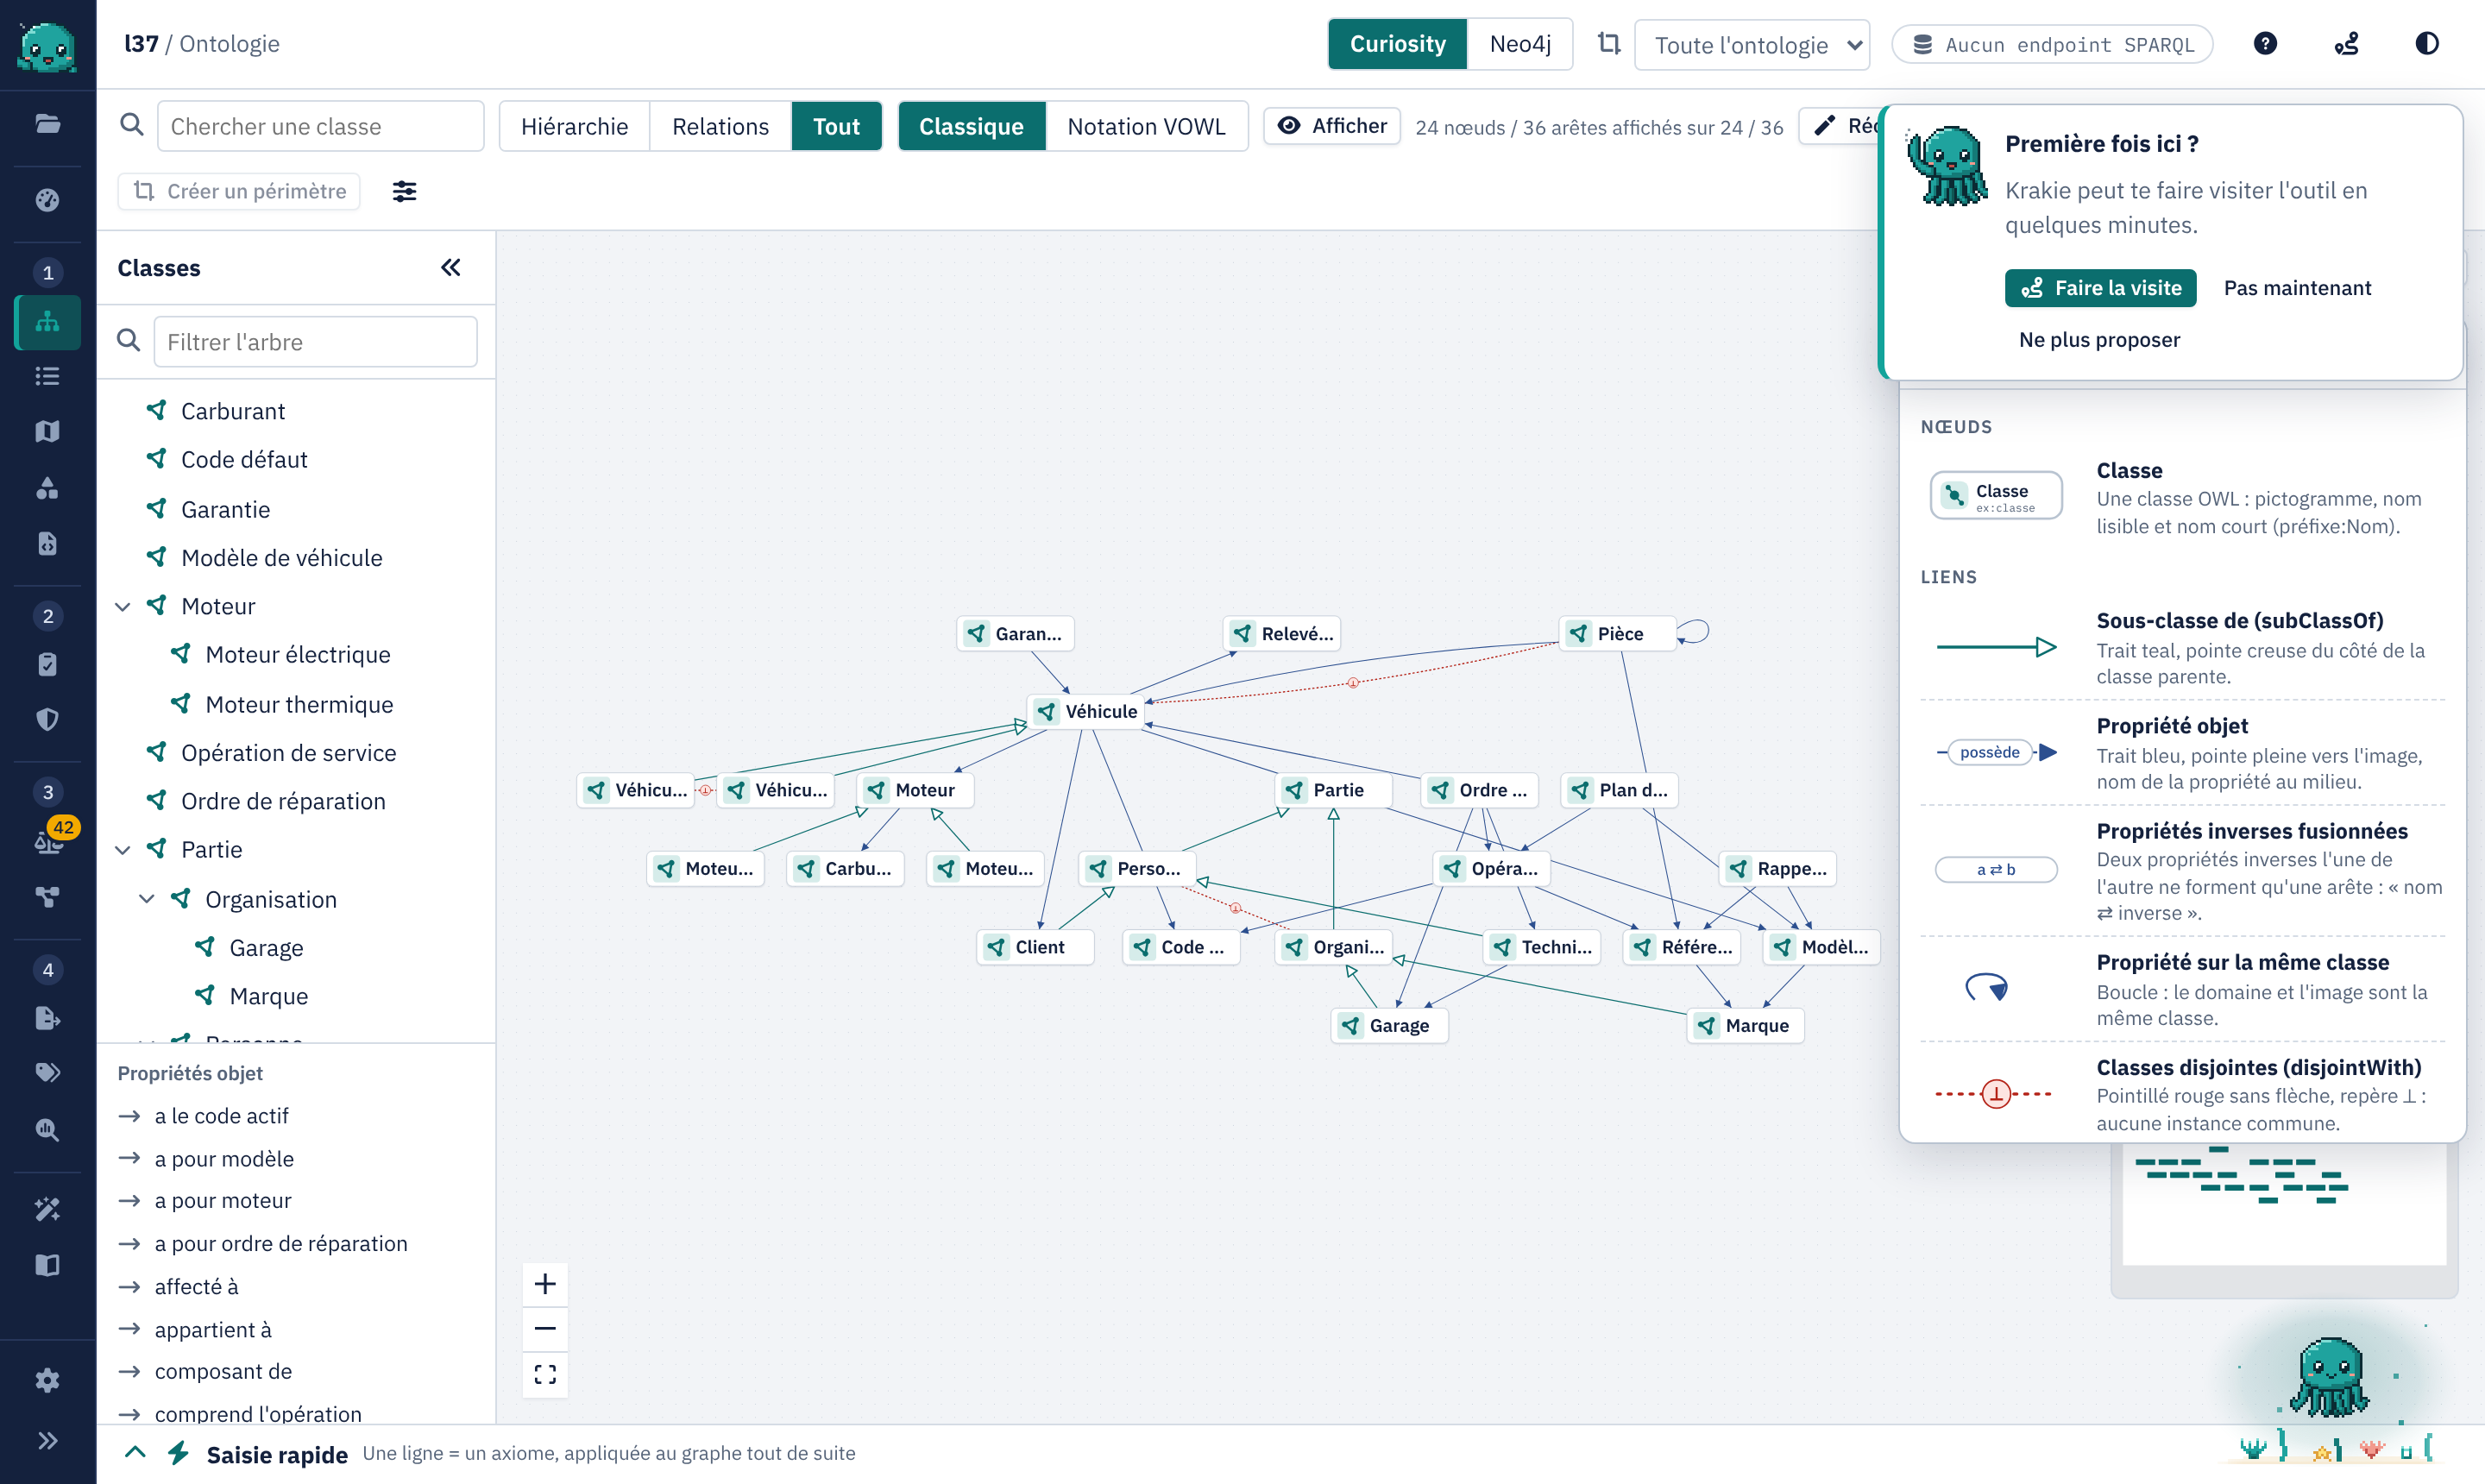 l37 / Ontologie
Curiosity
Neo4j
Toute l'ontologie
Aucun endpoint SPARQL
Chercher une classe
Hiérarchie
Relations
Tout
Classique
Notation VOWL
Afficher
24 nœuds / 36 arêtes affichés sur 24 / 36
Créer un périmètre
Première fois ici ?
Krakie peut te faire visiter l'outil en
quelques minutes.
Faire la visite
Pas maintenant
Ne plus proposer
1
2
3
42
4
Classes
Filtrer l'arbre
Carburant
Code défaut
Garantie
Modèle de véhicule
Moteur
Moteur électrique
Moteur thermique
Opération de service
Ordre de réparation
Partie
Organisation
Garage
Marque
Propriétés objet
a le code actif
a pour modèle
a pour moteur
a pour ordre de réparation
affecté à
appartient à
composant de
comprend l'opération
Garan...
Relevé...
Pièce
Véhicule
Véhicu...
Véhicu...
Moteur
Partie
Ordre ...
Plan d...
Moteu...
Carbu...
Moteu...
Perso...
Opéra...
Rappe...
Client
Code ...
Organi...
Techni...
Référe...
Modèl...
Garage
Marque
NŒUDS
Classe
ex:classe
Classe
Une classe OWL : pictogramme, nom
lisible et nom court (préfixe:Nom).
LIENS
Sous-classe de (subClassOf)
Trait teal, pointe creuse du côté de la
classe parente.
possède
Propriété objet
Trait bleu, pointe pleine vers l'image,
nom de la propriété au milieu.
a ⇄ b
Propriétés inverses fusionnées
Deux propriétés inverses l'une de
l'autre ne forment qu'une arête : « nom
⇄ inverse ».
Propriété sur la même classe
Boucle : le domaine et l'image sont la
même classe.
Classes disjointes (disjointWith)
Pointillé rouge sans flèche, repère ⊥ :
aucune instance commune.
Saisie rapide
Une ligne = un axiome, appliquée au graphe tout de suite